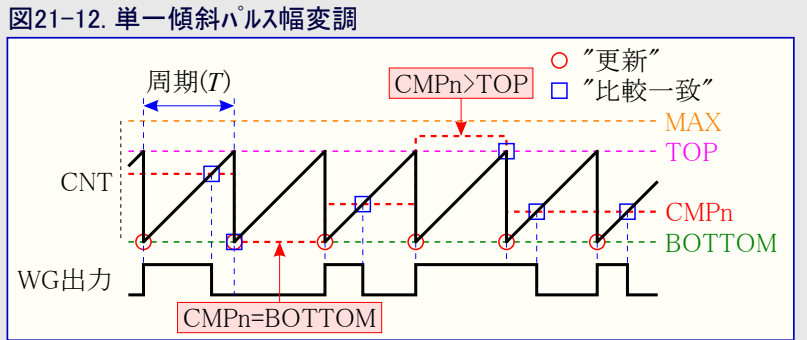 図21-12. 単一傾斜パルス幅変調
周期(T)
CMPn>TOP
"更新"
"比較一致"
MAX
TOP
CNT
CMPn
BOTTOM
WG出力
CMPn=BOTTOM